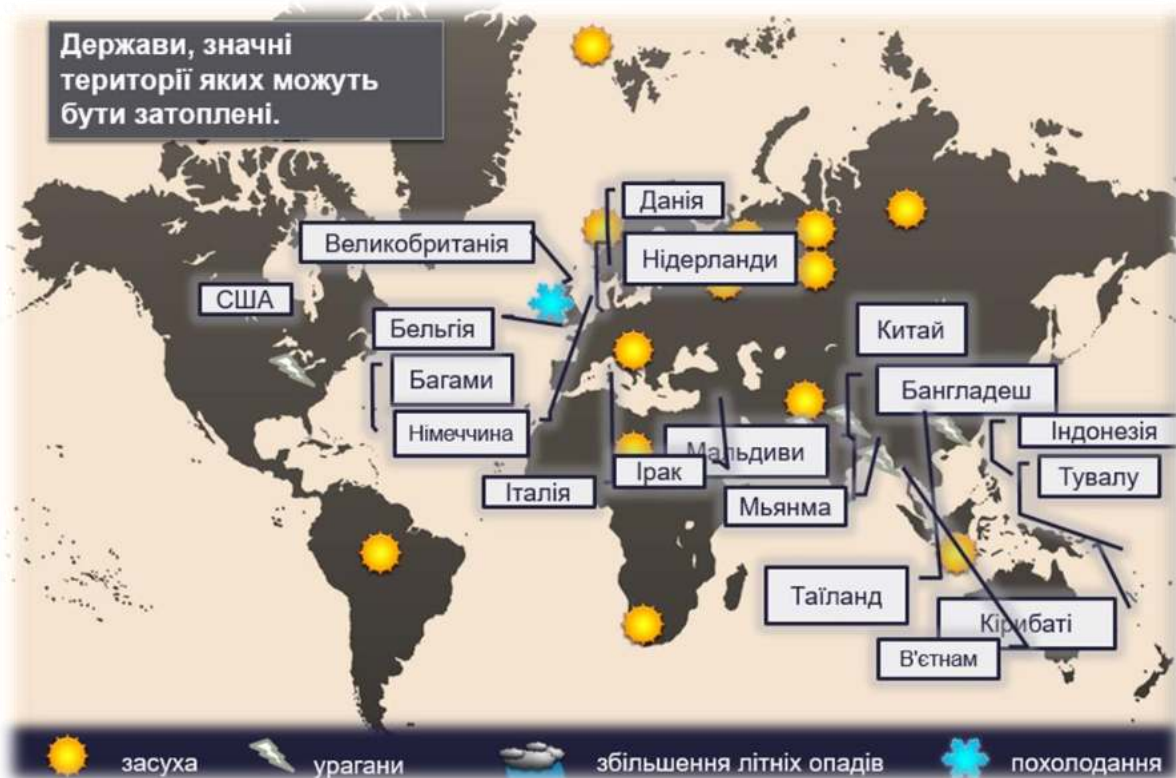 Держави, значні
території яких можуть
бути затоплені.
Данія
Великобританія
Нідерланди
США
Бельгія
Китай
Багами
Бангладеш
Німеччина
Індонезія
Мальдиви
Ірак
Тувалу
Італія
Мьянма
Таїланд
Кірибаті
В'єтнам
засуха
урагани
збільшення літніх опадів
похолодання